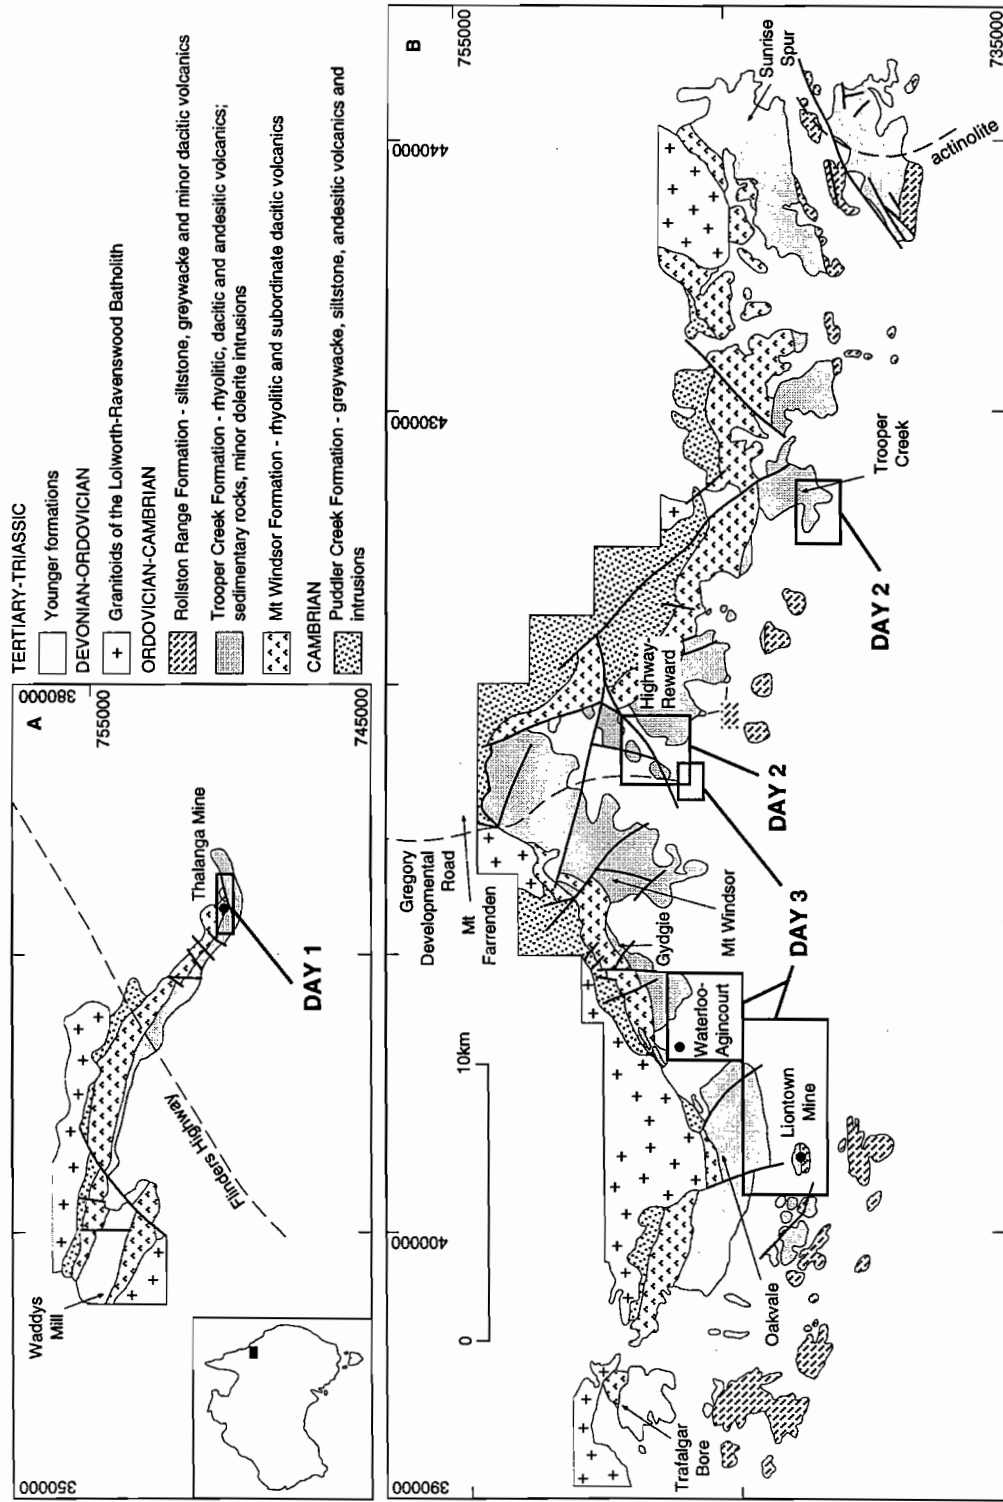 A
350000
380000
755000
745000
Waddys
Mill
Flinders Highway
Thalanga Mine
DAY 1
TERTIARY-TRIASSIC
Younger formations
DEVONIAN-ORDOVICIAN
Granitoids of the Lolworth-Ravenswood Batholith
ORDOVICIAN-CAMBRIAN
Rollston Range Formation - siltstone, greywacke and minor dacitic volcanics
Trooper Creek Formation - rhyolitic, dacitic and andesitic volcanics;
sedimentary rocks, minor dolerite intrusions
Mt Windsor Formation - rhyolitic and subordinate dacitic volcanics
CAMBRIAN
Puddler Creek Formation - greywacke, siltstone, andesitic volcanics and
intrusions
B
390000
400000
4300000
4400000
755000
735000
0
10km
Gregory
Developmental
Road
Mt
Farrenden
Trafalgar
Bore
Oakvale
Liontown
Mine
Waterloo-
Agincourt
Gydgie
Mt Windsor
Highway-
Reward
DAY 3
DAY 2
DAY 2
Trooper
Creek
Sunrise
Spur
actinolite